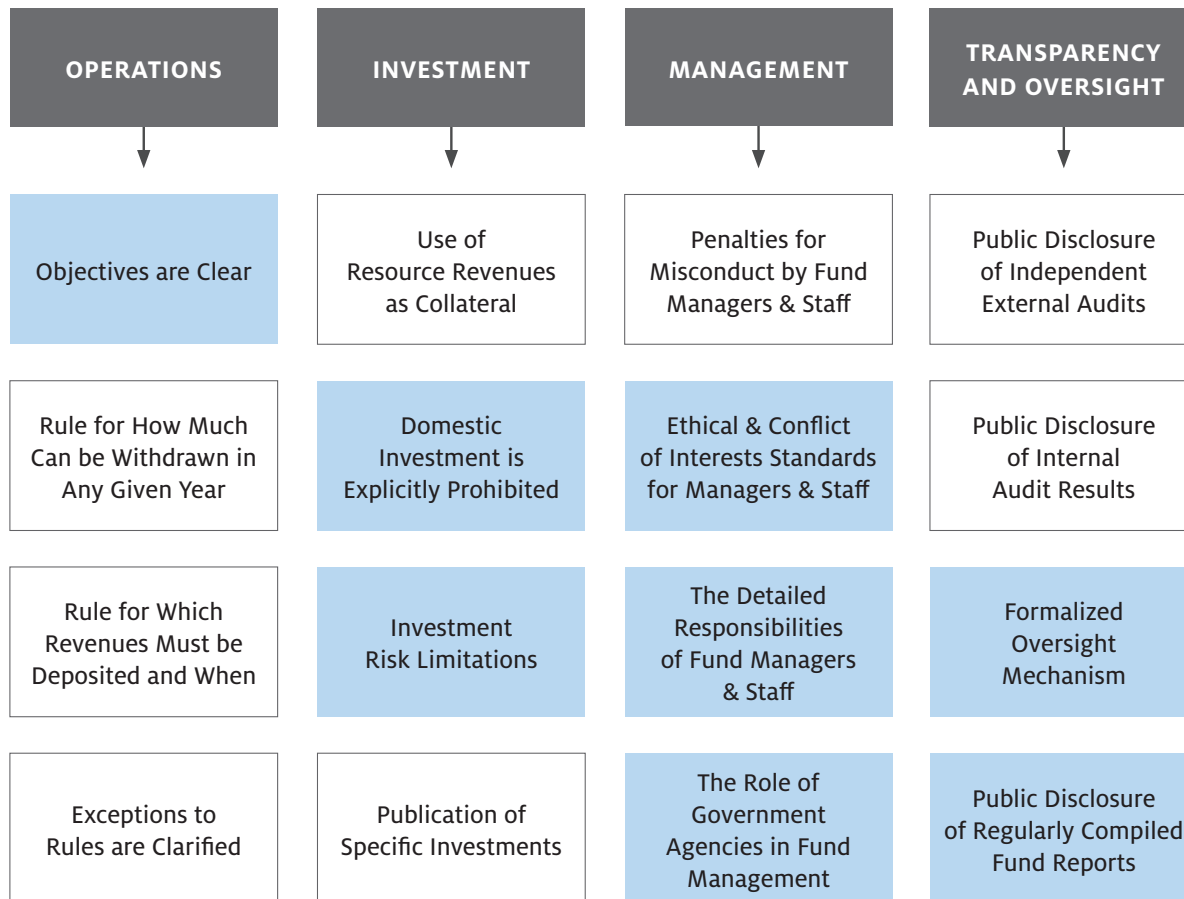 OPERATIONS
INVESTMENT
MANAGEMENT
TRANSPARENCY
AND OVERSIGHT
Objectives are Clear
Use of
Resource Revenues
as Collateral
Penalties for
Misconduct by Fund
Managers & Staff
Public Disclosure
of Independent
External Audits
Rule for How Much
Can be Withdrawn in
Any Given Year
Domestic
Investment is
Explicitly Prohibited
Ethical & Conflict
of Interests Standards
for Managers & Staff
Public Disclosure
of Internal
Audit Results
Rule for Which
Revenues Must be
Deposited and When
Investment
Risk Limitations
The Detailed
Responsibilities
of Fund Managers
& Staff
Formalized
Oversight
Mechanism
Exceptions to
Rules are Clarified
Publication of
Specific Investments
The Role of
Government
Agencies in Fund
Management
Public Disclosure
of Regularly Compiled
Fund Reports